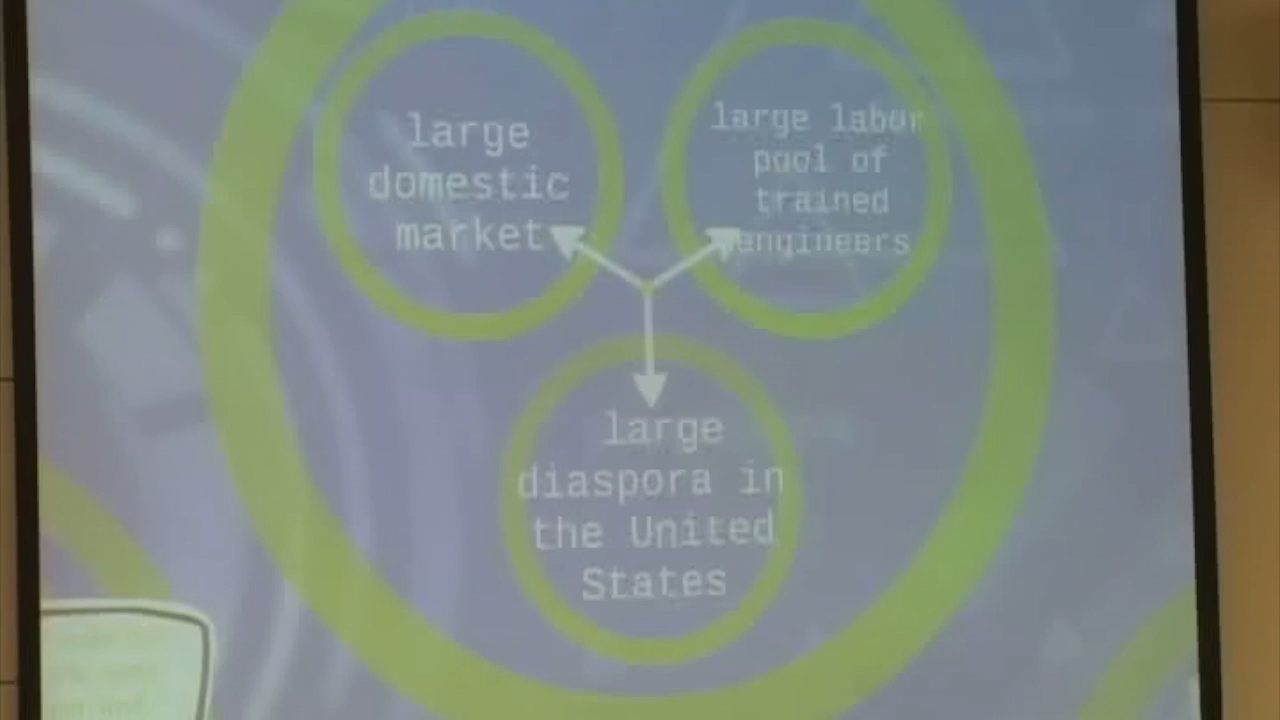 large
domestic
market
large labor
pool of
trained
engineers
large
diaspora in
the United
States